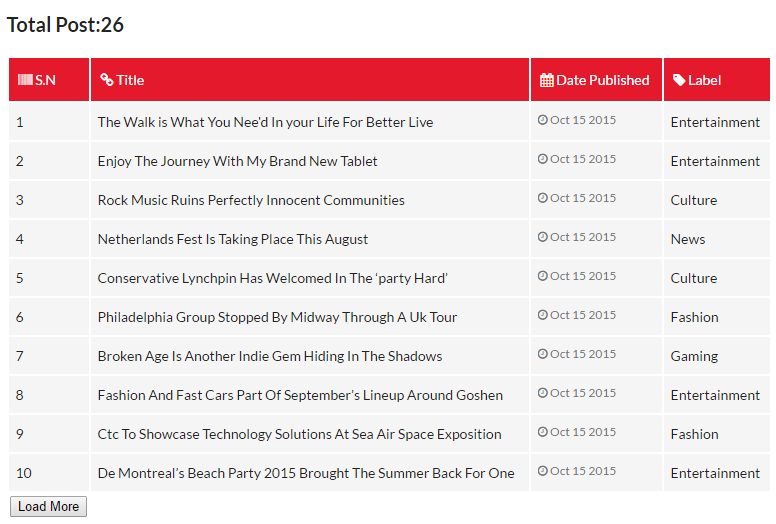 Total Post:26
S.N Title Date Published Label
1 The Walk is What You Nee'd In your Life For Better Live Oct 15 2015 Entertainment
2 Enjoy The Journey With My Brand New Tablet Oct 15 2015 Entertainment
3 Rock Music Ruins Perfectly Innocent Communities Oct 15 2015 Culture
4 Netherlands Fest Is Taking Place This August Oct 15 2015 News
5 Conservative Lynchpin Has Welcomed In The ‘party Hard’ Oct 15 2015 Culture
6 Philadelphia Group Stopped By Midway Through A Uk Tour Oct 15 2015 Fashion
7 Broken Age Is Another Indie Gem Hiding In The Shadows Oct 15 2015 Gaming
8 Fashion And Fast Cars Part Of September’s Lineup Around Goshen Oct 15 2015 Entertainment
9 Ctc To Showcase Technology Solutions At Sea Air Space Exposition Oct 15 2015 Fashion
10 De Montreal’s Beach Party 2015 Brought The Summer Back For One Oct 15 2015 Entertainment
Load More